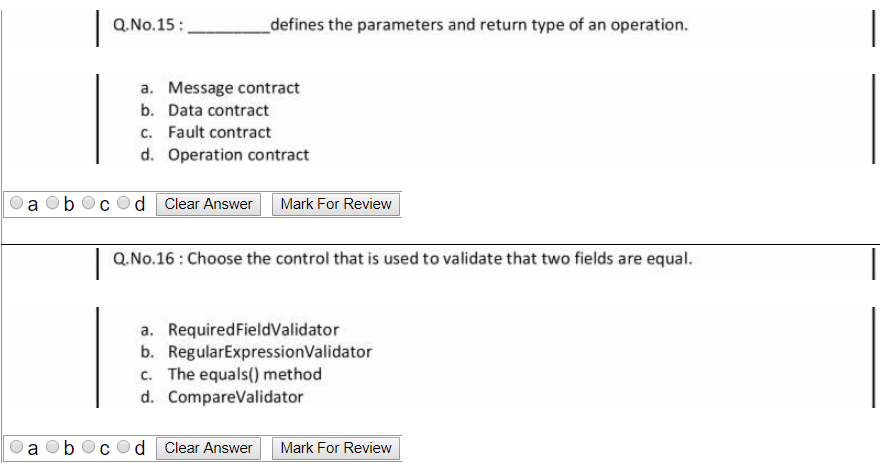 Q.No.15 : _________defines the parameters and return type of an operation.
a. Message contract
b. Data contract
c. Fault contract
d. Operation contract
a b c d Clear Answer Mark For Review
Q.No.16 : Choose the control that is used to validate that two fields are equal.
a. RequiredFieldValidator
b. RegularExpressionValidator
c. The equals() method
d. CompareValidator
a b c d Clear Answer Mark For Review